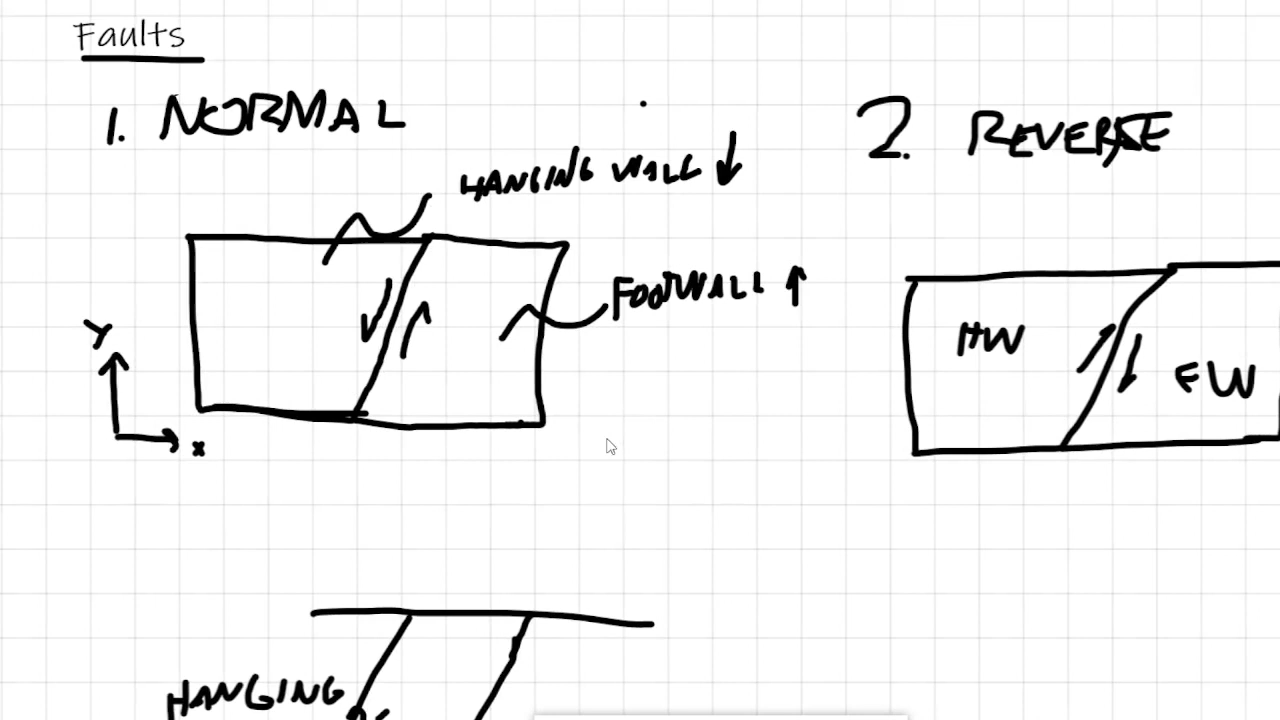 Faults
1. NORMAL
2. REVERSE
HANGING WALL ↓
FOOTWALL ↑
Y
x
HW
FW
HANGING